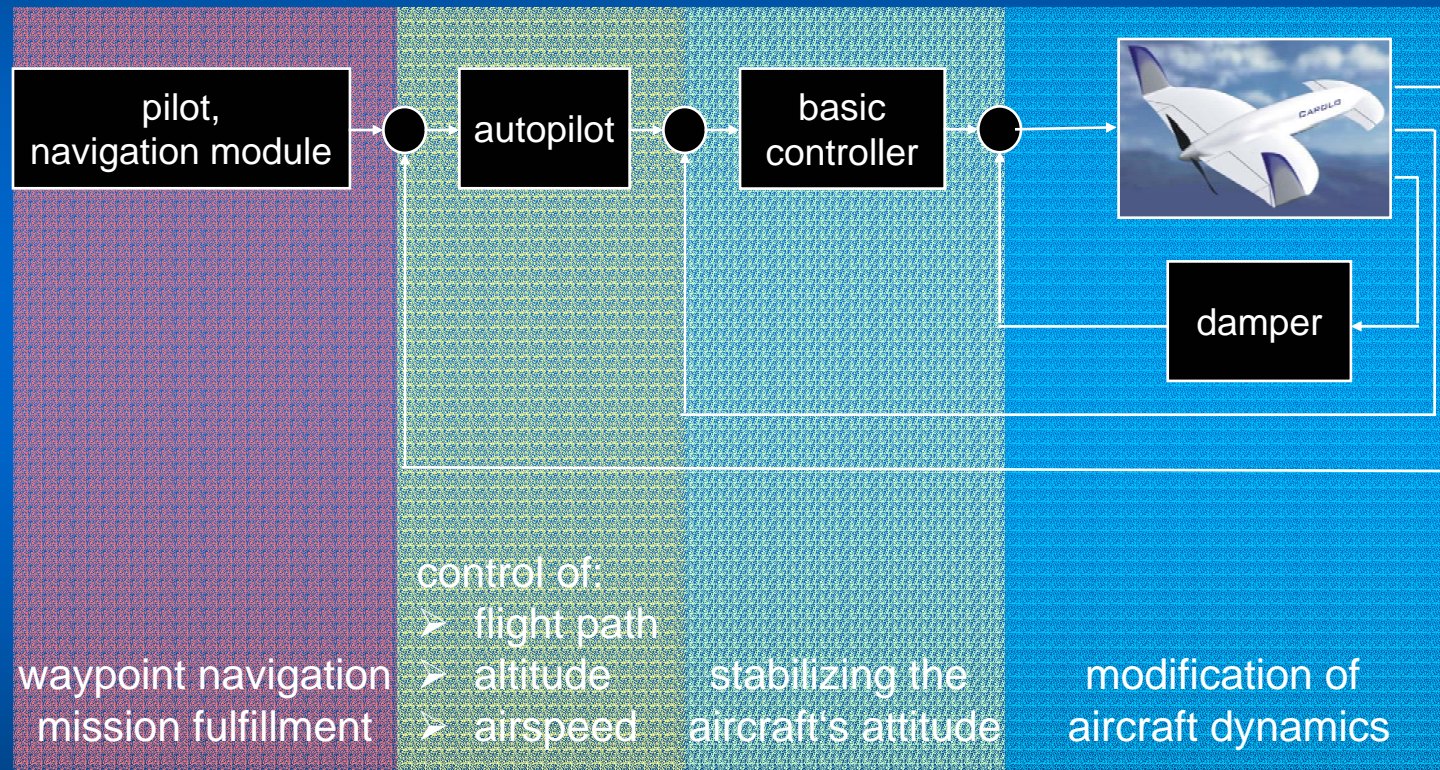 pilot,
navigation module
autopilot
basic
controller
CAROLO
damper
control of:
➢ flight path
➢ altitude
➢ airspeed
waypoint navigation
mission fulfillment
stabilizing the
aircraft's attitude
modification of
aircraft dynamics